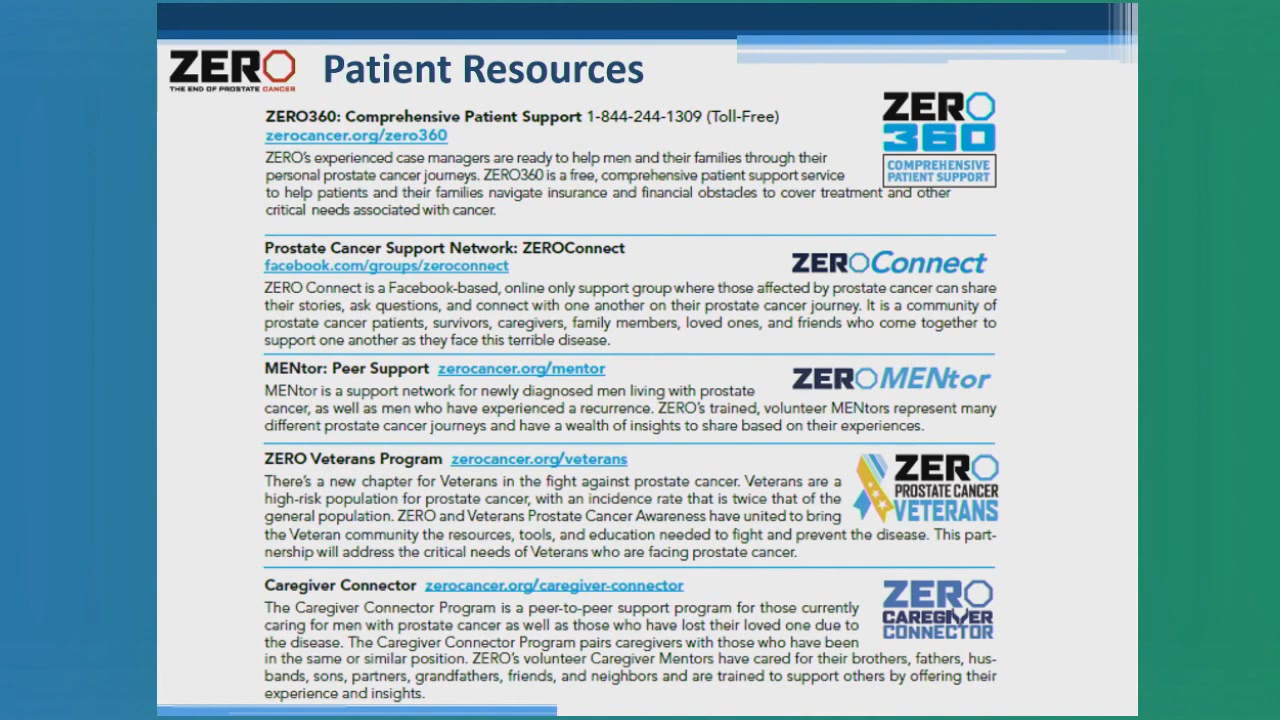 ZERO
THE END OF PROSTATE CANCER
Patient Resources
ZERO360: Comprehensive Patient Support 1-844-244-1309 (Toll-Free)
zerocancer.org/zero360
ZERO
360
COMPREHENSIVE
PATIENT SUPPORT
ZERO's experienced case managers are ready to help men and their families through their
personal prostate cancer journeys. ZERO360 is a free, comprehensive patient support service
to help patients and their families navigate insurance and financial obstacles to cover treatment and other
critical needs associated with cancer.
Prostate Cancer Support Network: ZEROConnect
facebook.com/groups/zeroconnect
ZEROConnect
ZERO Connect is a Facebook-based, online only support group where those affected by prostate cancer can share
their stories, ask questions, and connect with one another on their prostate cancer journey. It is a community of
prostate cancer patients, survivors, caregivers, family members, loved ones, and friends who come together to
support one another as they face this terrible disease.
MENtor: Peer Support zerocancer.org/mentor
ZEROMENtor
MENtor is a support network for newly diagnosed men living with prostate
cancer, as well as men who have experienced a recurrence. ZERO's trained, volunteer MENtors represent many
different prostate cancer journeys and have a wealth of insights to share based on their experiences.
ZERO Veterans Program zerocancer.org/veterans
ZERO
PROSTATE CANCER
VETERANS
There's a new chapter for Veterans in the fight against prostate cancer. Veterans are a
high-risk population for prostate cancer, with an incidence rate that is twice that of the
general population. ZERO and Veterans Prostate Cancer Awareness have united to bring
the Veteran community the resources, tools, and education needed to fight and prevent the disease. This part-
nership will address the critical needs of Veterans who are facing prostate cancer.
Caregiver Connector zerocancer.org/caregiver-connector
ZERO
CAREGIVER
CONNECTOR
The Caregiver Connector Program is a peer-to-peer support program for those currently
caring for men with prostate cancer as well as those who have lost their loved one due to
the disease. The Caregiver Connector Program pairs caregivers with those who have been
in the same or similar position. ZERO's volunteer Caregiver Mentors have cared for their brothers, fathers, hus-
bands, sons, partners, grandfathers, friends, and neighbors and are trained to support others by offering their
experience and insights.